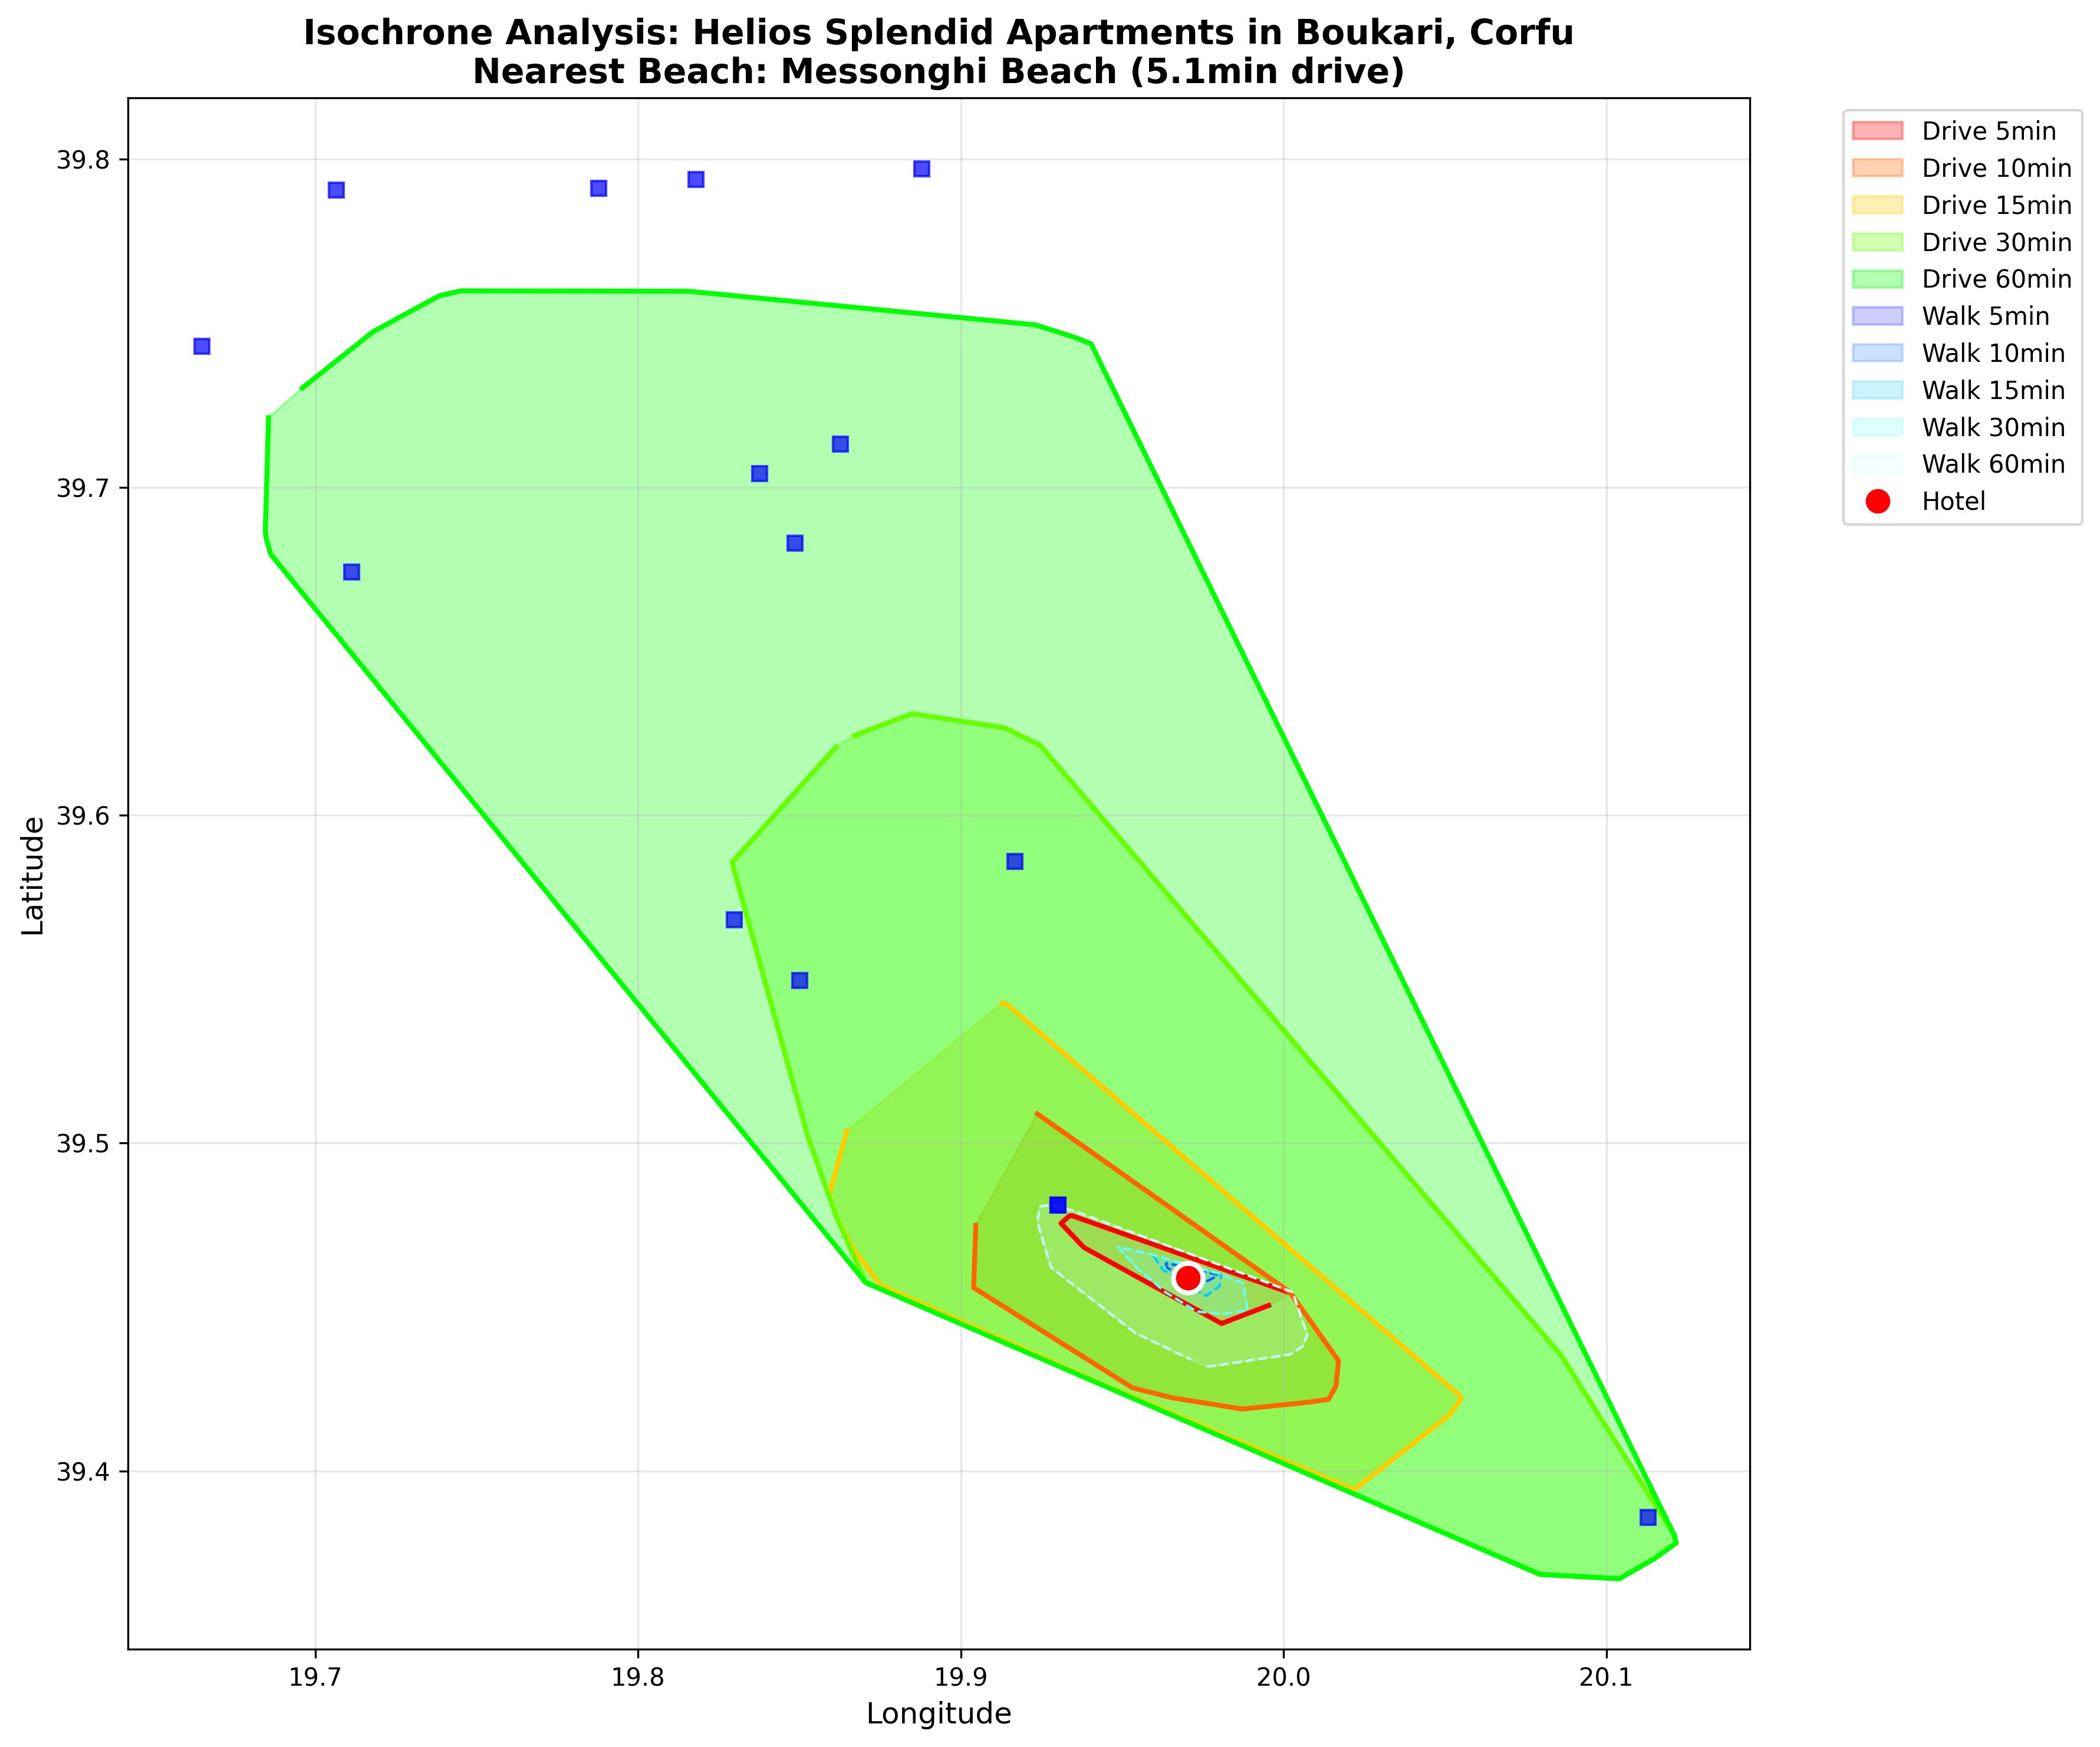 Isochrone Analysis: Helios Splendid Apartments in Boukari, Corfu
Nearest Beach: Messonghi Beach (5.1min drive)
Drive 5min
Drive 10min
Drive 15min
Drive 30min
Drive 60min
Walk 5min
Walk 10min
Walk 15min
Walk 30min
Walk 60min
Hotel
Latitude
39.8
39.7
39.6
39.5
39.4
19.7
19.8
19.9
20.0
20.1
Longitude